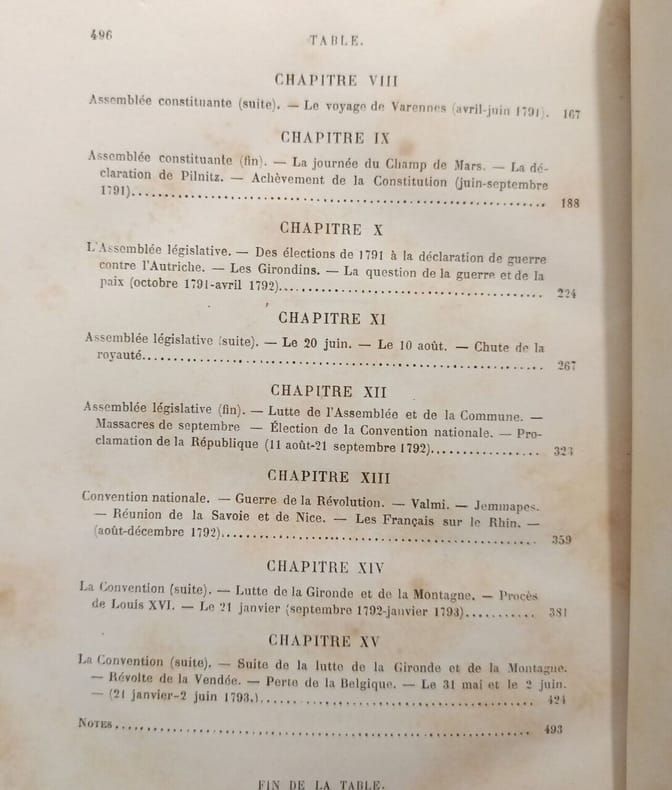 496
TABLE.
CHAPITRE VIII
Assemblée constituante (suite). — Le voyage de Varennes (avril-juin 1791). 167
CHAPITRE IX
Assemblée constituante (fin). — La journée du Champ de Mars. — La dé-
claration de Pilnitz. — Achèvement de la Constitution (juin-septembre
1791)........ 188
CHAPITRE X
L'Assemblée législative. — Des élections de 1791 à la déclaration de guerre
contre l'Autriche. — Les Girondins. — La question de la guerre et de la
paix (octobre 1791-avril 1792)........ 224
CHAPITRE XI
Assemblée législative (suite). — Le 20 juin. — Le 10 août. — Chute de la
royauté........ 267
CHAPITRE XII
Assemblée législative (fin). — Lutte de l'Assemblée et de la Commune. —
Massacres de septembre — Élection de la Convention nationale. — Pro-
clamation de la République (11 août-21 septembre 1792)........ 323
CHAPITRE XIII
Convention nationale. — Guerre de la Révolution. — Valmi. — Jemmapes.
— Réunion de la Savoie et de Nice. — Les Français sur le Rhin. —
(août-décembre 1792)........ 359
CHAPITRE XIV
La Convention (suite). — Lutte de la Gironde et de la Montagne. — Procès
de Louis XVI. — Le 21 janvier (septembre 1792-janvier 1793)........ 381
CHAPITRE XV
La Convention (suite). — Suite de la lutte de la Gironde et de la Montagne.
— Révolte de la Vendée. — Perte de la Belgique. — Le 31 mai et le 2 juin.
— (21 janvier-2 juin 1793.)........ 424
NOTES........ 493
FIN DE LA TABLE.